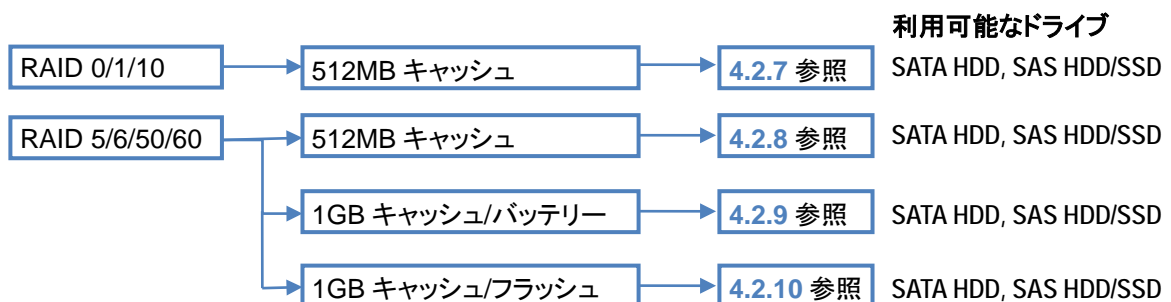 利用可能なドライブ
RAID 0/1/10 512MB キャッシュ 4.2.7 参照 SATA HDD, SAS HDD/SSD
RAID 5/6/50/60 512MB キャッシュ 4.2.8 参照 SATA HDD, SAS HDD/SSD
1GB キャッシュ/バッテリー 4.2.9 参照 SATA HDD, SAS HDD/SSD
1GB キャッシュ/フラッシュ 4.2.10 参照 SATA HDD, SAS HDD/SSD